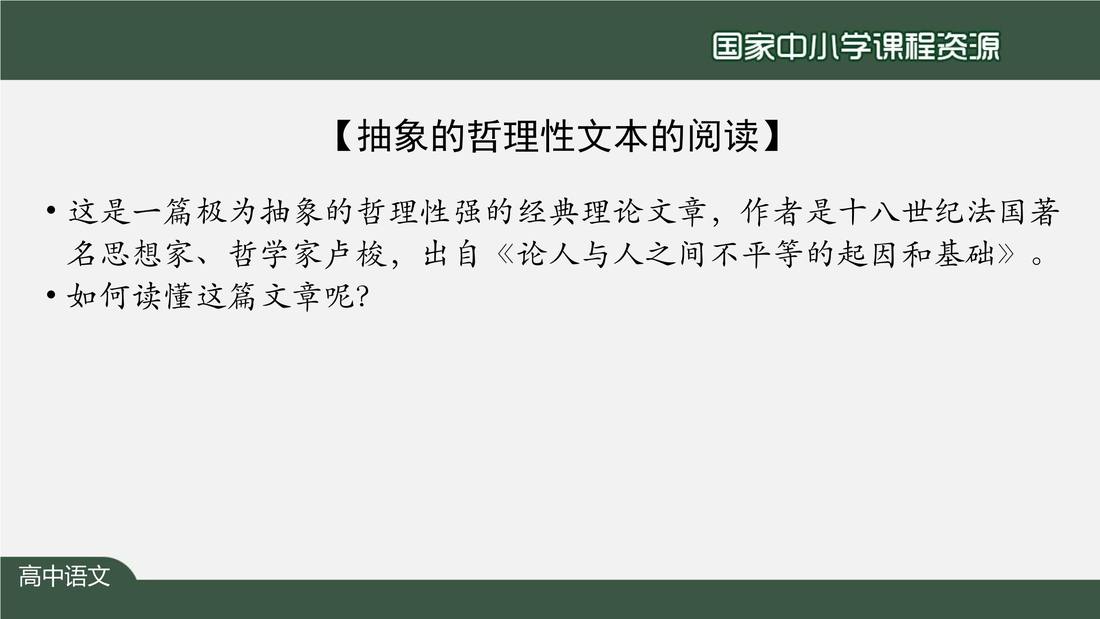 国家中小学课程资源
【抽象的哲理性文本的阅读】
• 这是一篇极为抽象的哲理性强的经典理论文章，作者是十八世纪法国著
名思想家、哲学家卢梭，出自《论人与人之间不平等的起因和基础》。
• 如何读懂这篇文章呢？
高中语文